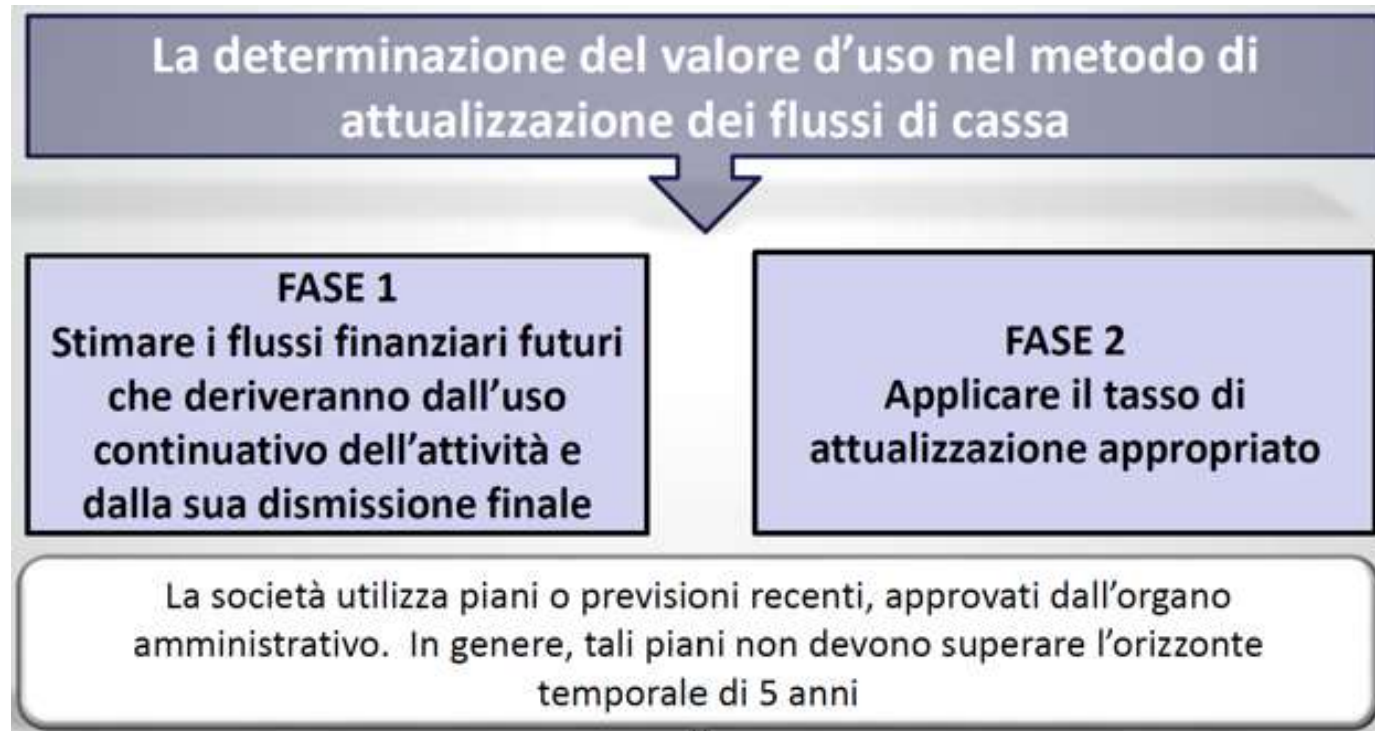 La determinazione del valore d'uso nel metodo di
attualizzazione dei flussi di cassa
FASE 1
Stimare i flussi finanziari futuri
che deriveranno dall'uso
continuativo dell'attività e
dalla sua dismissione finale
FASE 2
Applicare il tasso di
attualizzazione appropriato
La società utilizza piani o previsioni recenti, approvati dall'organo
amministrativo. In genere, tali piani non devono superare l'orizzonte
temporale di 5 anni